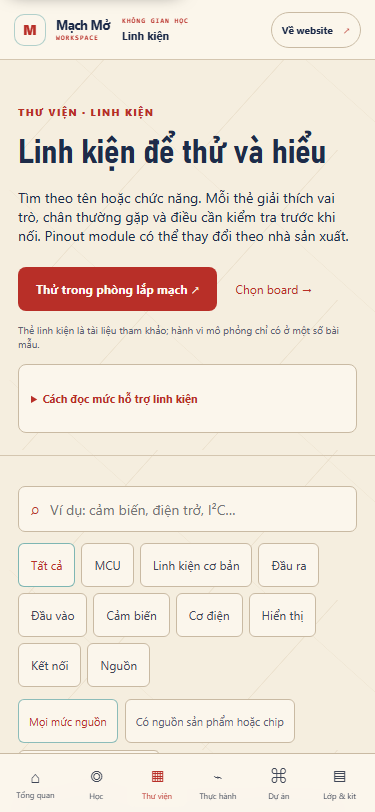 M
Mạch Mở
WORKSPACE
KHÔNG GIAN HỌC
Linh kiện
Về website ↗
THƯ VIỆN · LINH KIỆN
Linh kiện để thử và hiểu
Tìm theo tên hoặc chức năng. Mỗi thẻ giải thích vai
trò, chân thường gặp và điều cần kiểm tra trước khi
nối. Pinout module có thể thay đổi theo nhà sản xuất.
Thử trong phòng lắp mạch ↗
Chọn board →
Thẻ linh kiện là tài liệu tham khảo; hành vi mô phỏng chỉ có ở một số bài
mẫu.
▶ Cách đọc mức hỗ trợ linh kiện
Ví dụ: cảm biến, điện trở, I²C...
Tất cả
MCU
Linh kiện cơ bản
Đầu ra
Đầu vào
Cảm biến
Cơ điện
Hiển thị
Kết nối
Nguồn
Mọi mức nguồn
Có nguồn sản phẩm hoặc chip
Tổng quan
Học
Thư viện
Thực hành
Dự án
Lớp & kit